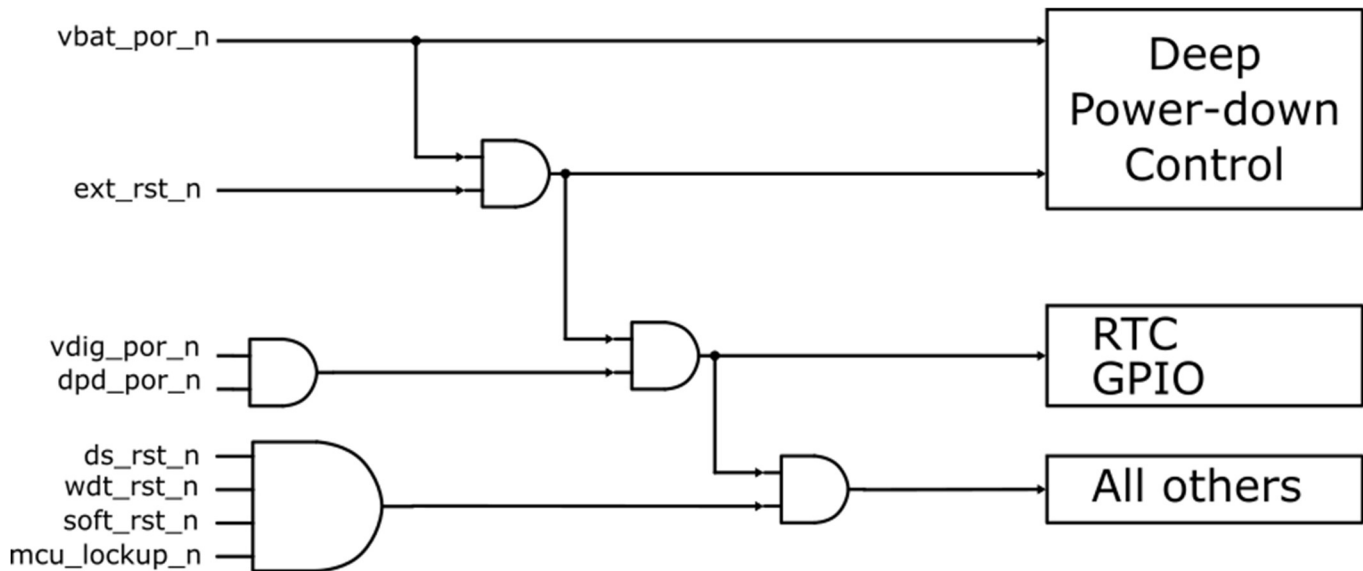 vbat_por_n
Deep
Power-down
Control
ext_rst_n
vdig_por_n
dpd_por_n
RTC
GPIO
ds_rst_n
wdt_rst_n
soft_rst_n
mcu_lockup_n
All others